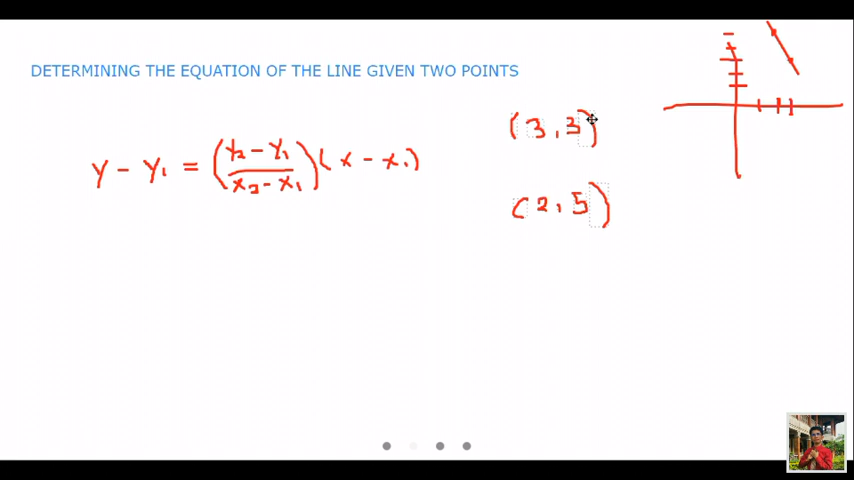 DETERMINING THE EQUATION OF THE LINE GIVEN TWO POINTS
y - y₁ = (y₂ - y₁ / x₂ - x₁)(x - x₁)
(3, 3)
(2, 5)